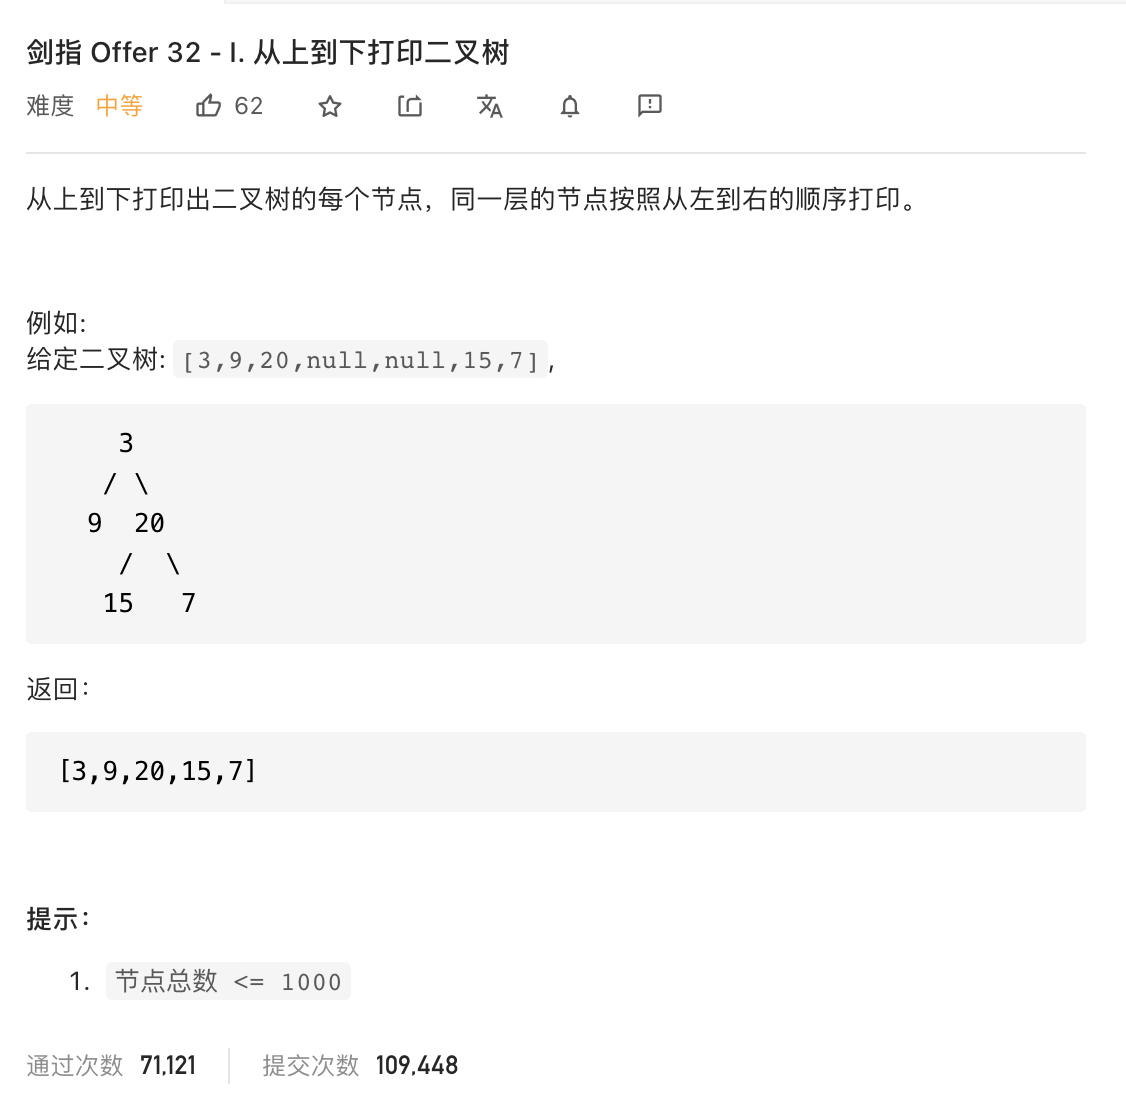 剑指 Offer 32 - I. 从上到下打印二叉树
难度 中等 62
从上到下打印出二叉树的每个节点，同一层的节点按照从左到右的顺序打印。
例如:
给定二叉树: [3,9,20,null,null,15,7],
3
/ \
9 20
/ \
15 7
返回：
[3,9,20,15,7]
提示：
1. 节点总数 <= 1000
通过次数 71,121 提交次数 109,448